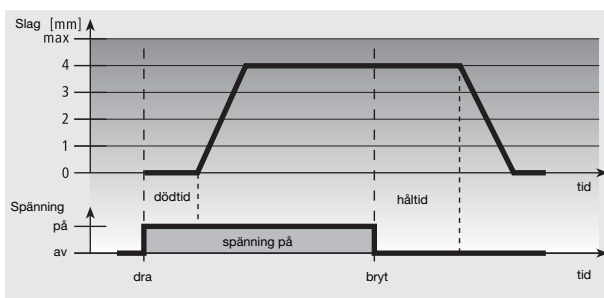 Slag [mm]
max
4
3
2
1
0
tid
dödtid
håltid
Spänning
på
spänning på
av
dra
bryt
tid